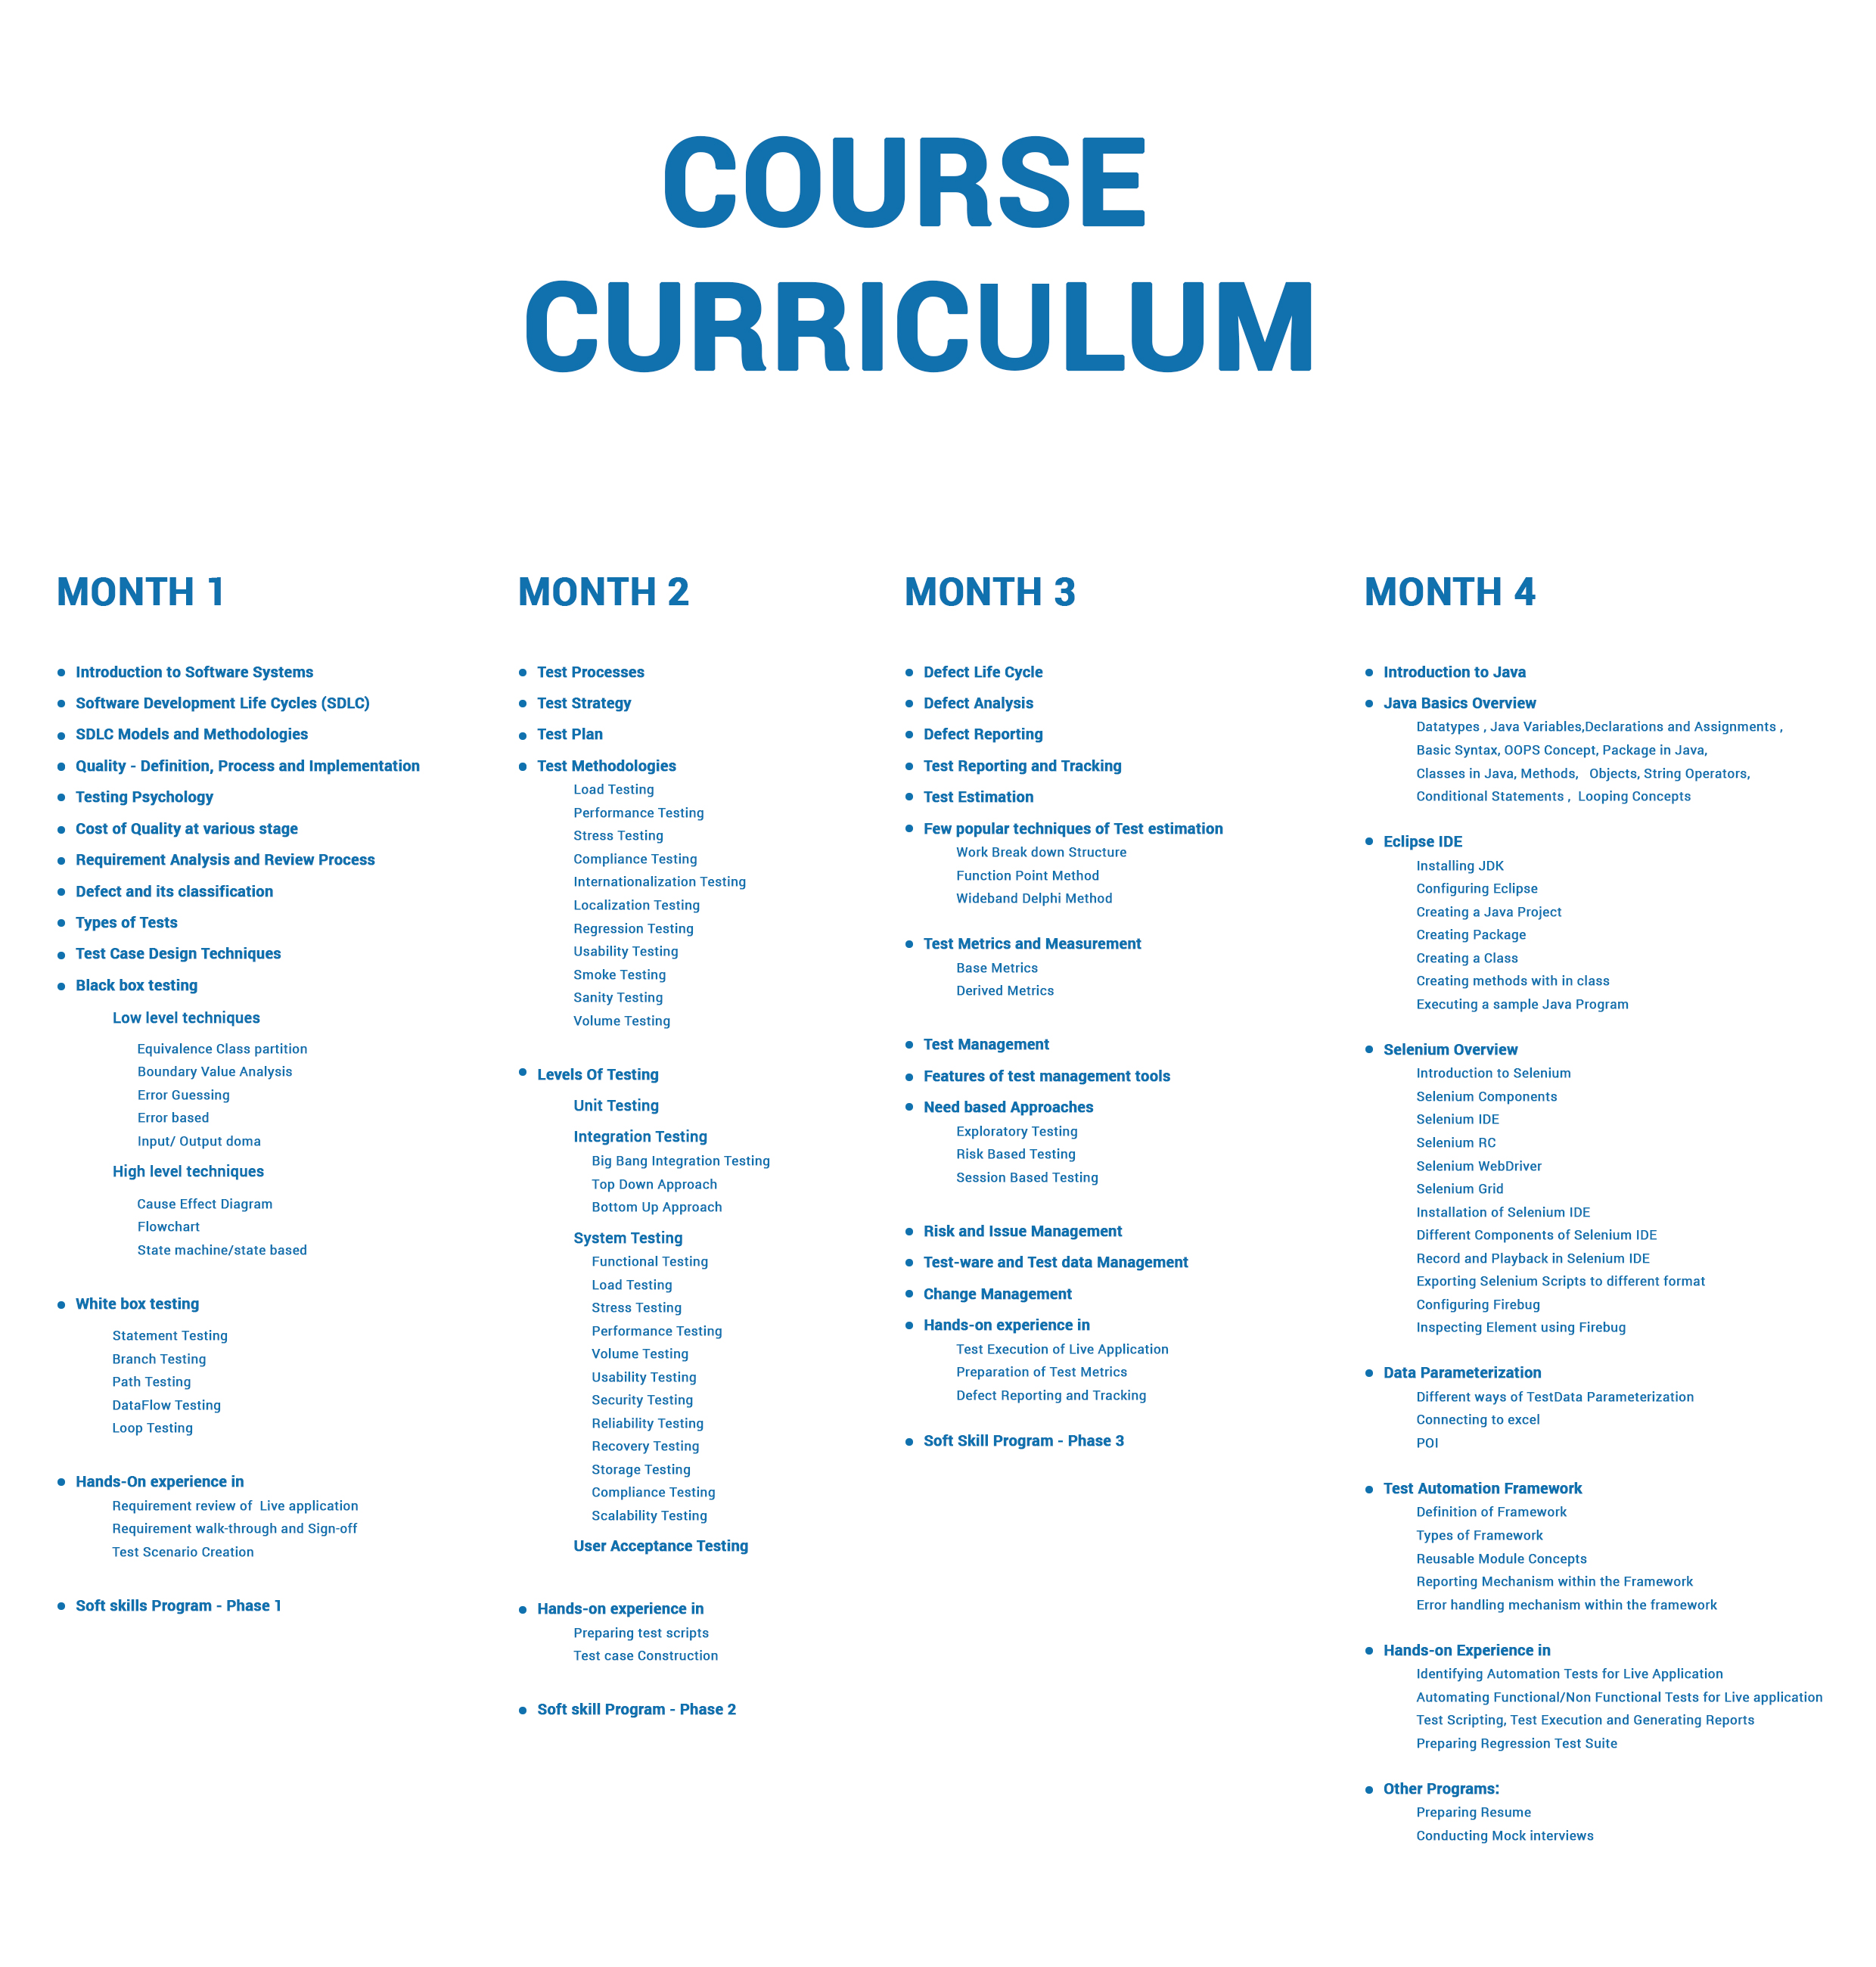 COURSE
CURRICULUM
MONTH 1
Introduction to Software Systems
Software Development Life Cycles (SDLC)
SDLC Models and Methodologies
Quality - Definition, Process and Implementation
Testing Psychology
Cost of Quality at various stage
Requirement Analysis and Review Process
Defect and its classification
Types of Tests
Test Case Design Techniques
Black box testing
Low level techniques
Equivalence Class partition
Boundary Value Analysis
Error Guessing
Error based
Input/ Output doma
High level techniques
Cause Effect Diagram
Flowchart
State machine/state based
White box testing
Statement Testing
Branch Testing
Path Testing
DataFlow Testing
Loop Testing
Hands-On experience in
Requirement review of  Live application
Requirement walk-through and Sign-off
Test Scenario Creation
Soft skills Program - Phase 1
MONTH 2
Test Processes
Test Strategy
Test Plan
Test Methodologies
Load Testing
Performance Testing
Stress Testing
Compliance Testing
Internationalization Testing
Localization Testing
Regression Testing
Usability Testing
Smoke Testing
Sanity Testing
Volume Testing
Levels Of Testing
Unit Testing
Integration Testing
Big Bang Integration Testing
Top Down Approach
Bottom Up Approach
System Testing
Functional Testing
Load Testing
Stress Testing
Performance Testing
Volume Testing
Usability Testing
Security Testing
Reliability Testing
Recovery Testing
Storage Testing
Compliance Testing
Scalability Testing
User Acceptance Testing
Hands-on experience in
Preparing test scripts
Test case Construction
Soft skill Program - Phase 2
MONTH 3
Defect Life Cycle
Defect Analysis
Defect Reporting
Test Reporting and Tracking
Test Estimation
Few popular techniques of Test estimation
Work Break down Structure
Function Point Method
Wideband Delphi Method
Test Metrics and Measurement
Base Metrics
Derived Metrics
Test Management
Features of test management tools
Need based Approaches
Exploratory Testing
Risk Based Testing
Session Based Testing
Risk and Issue Management
Test-ware and Test data Management
Change Management
Hands-on experience in
Test Execution of Live Application
Preparation of Test Metrics
Defect Reporting and Tracking
Soft Skill Program - Phase 3
MONTH 4
Introduction to Java
Java Basics Overview
Datatypes , Java Variables,Declarations and Assignments ,
Basic Syntax, OOPS Concept, Package in Java,
Classes in Java, Methods,   Objects, String Operators,
Conditional Statements ,  Looping Concepts
Eclipse IDE
Installing JDK
Configuring Eclipse
Creating a Java Project
Creating Package
Creating a Class
Creating methods with in class
Executing a sample Java Program
Selenium Overview
Introduction to Selenium
Selenium Components
Selenium IDE
Selenium RC
Selenium WebDriver
Selenium Grid
Installation of Selenium IDE
Different Components of Selenium IDE
Record and Playback in Selenium IDE
Exporting Selenium Scripts to different format
Configuring Firebug
Inspecting Element using Firebug
Data Parameterization
Different ways of TestData Parameterization
Connecting to excel
POI
Test Automation Framework
Definition of Framework
Types of Framework
Reusable Module Concepts
Reporting Mechanism within the Framework
Error handling mechanism within the framework
Hands-on Experience in
Identifying Automation Tests for Live Application
Automating Functional/Non Functional Tests for Live application
Test Scripting, Test Execution and Generating Reports
Preparing Regression Test Suite
Other Programs:
Preparing Resume
Conducting Mock interviews